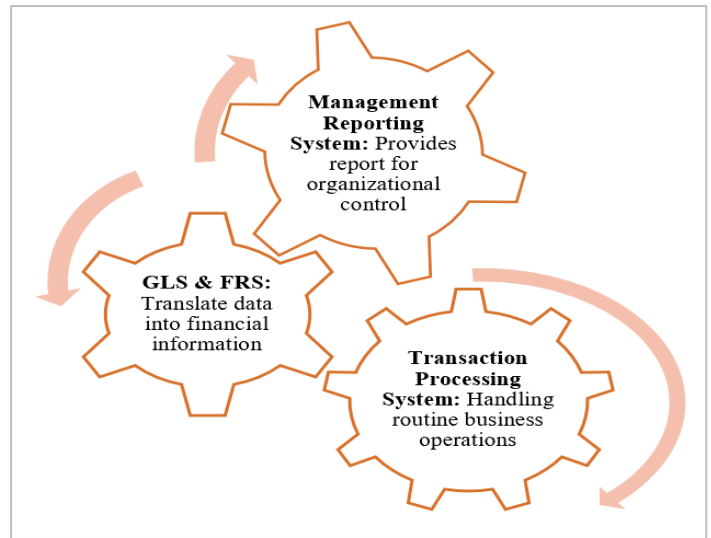 Management
Reporting
System: Provides
report for
organizational
control
GLS & FRS:
Translate data
into financial
information
Transaction
Processing
System: Handling
routine business
operations